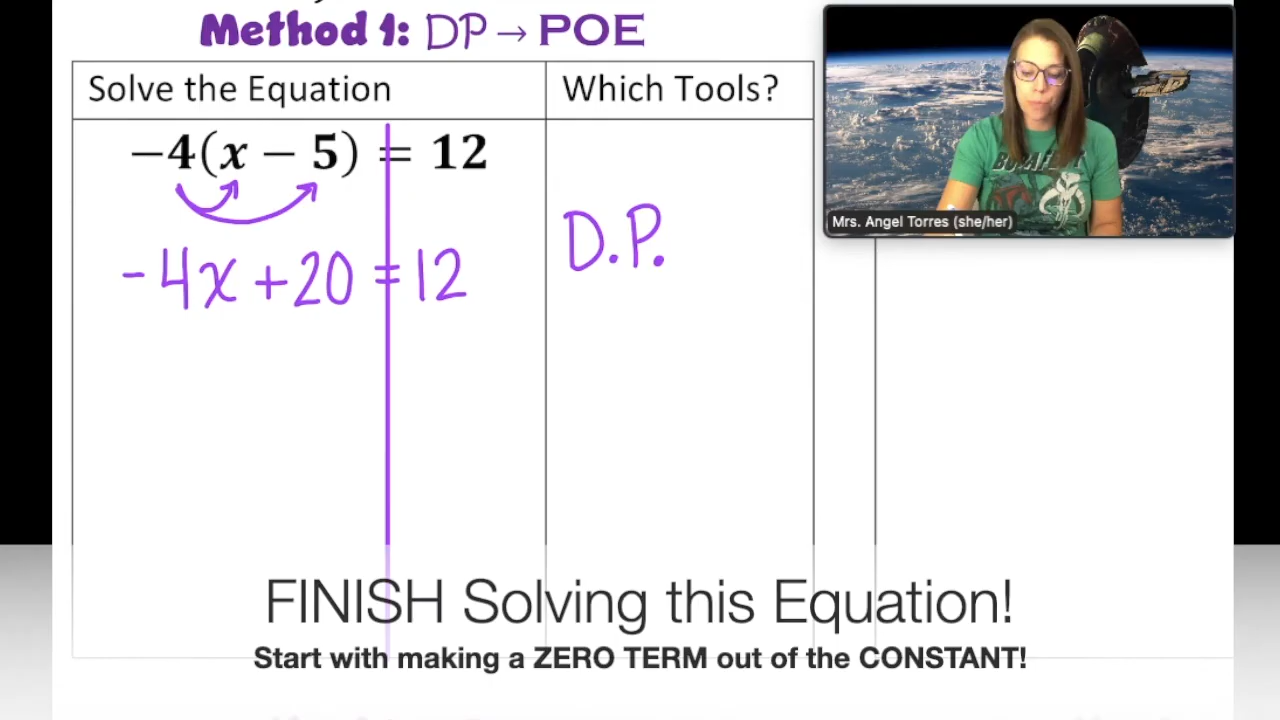 Method 1: DP → POE
Solve the Equation
Which Tools?
−4(x − 5) = 12
-4x +20 = 12
D.P.
Mrs. Angel Torres (she/her)
FINISH Solving this Equation!
Start with making a ZERO TERM out of the CONSTANT!